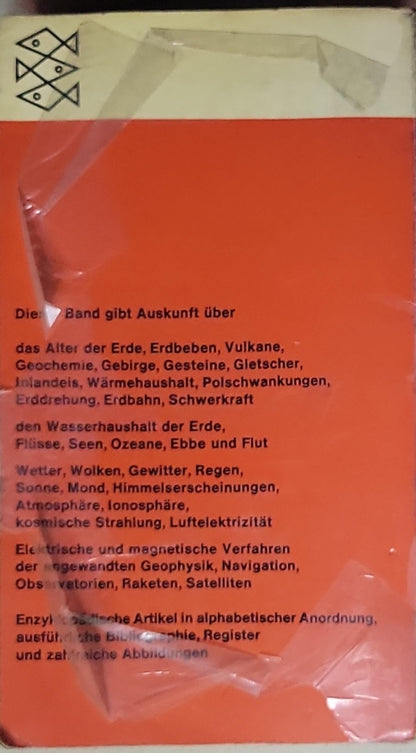 Dieser Band gibt Auskunft über
das Alter der Erde, Erdbeben, Vulkane,
Geochemie, Gebirge, Gesteine, Gletscher,
Inlandeis, Wärmehaushalt, Polschwankungen,
Erddrehung, Erdbahn, Schwerkraft
den Wasserhaushalt der Erde,
Flüsse, Seen, Ozeane, Ebbe und Flut
Wetter, Wolken, Gewitter, Regen,
Sonne, Mond, Himmelserscheinungen,
Atmosphäre, Ionosphäre,
kosmische Strahlung, Luftelektrizität
Elektrische und magnetische Verfahren
der angewandten Geophysik, Navigation,
Observatorien, Raketen, Satelliten
Enzyklopädische Artikel in alphabetischer Anordnung,
ausführliche Bibliographie, Register
und zahlreiche Abbildungen